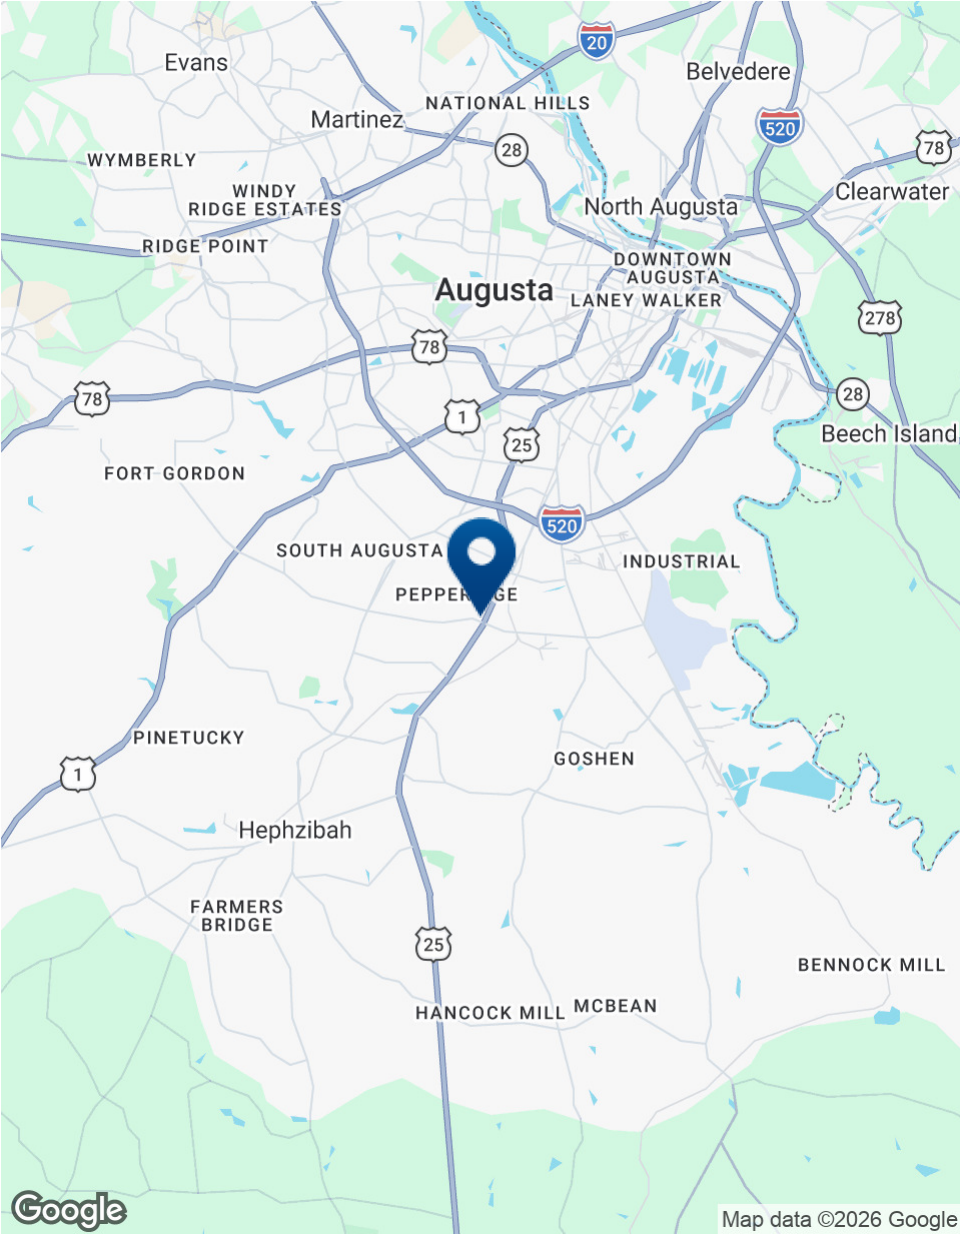 20
Evans
Belvedere
NATIONAL HILLS
Martinez
520
28
78
WYMBERLY
WINDY
RIDGE ESTATES
Clearwater
North Augusta
RIDGE POINT
DOWNTOWN
AUGUSTA
Augusta
LANEY WALKER
278
78
78
28
1
25
Beech Island,
FORT GORDON
520
SOUTH AUGUSTA
INDUSTRIAL
PINETUCKY
GOSHEN
1
Hephzibah
FARMERS
BRIDGE
25
BENNOCK MILL
HANCOCK MILL
MCBEAN
Google
Map data ©2026 Google